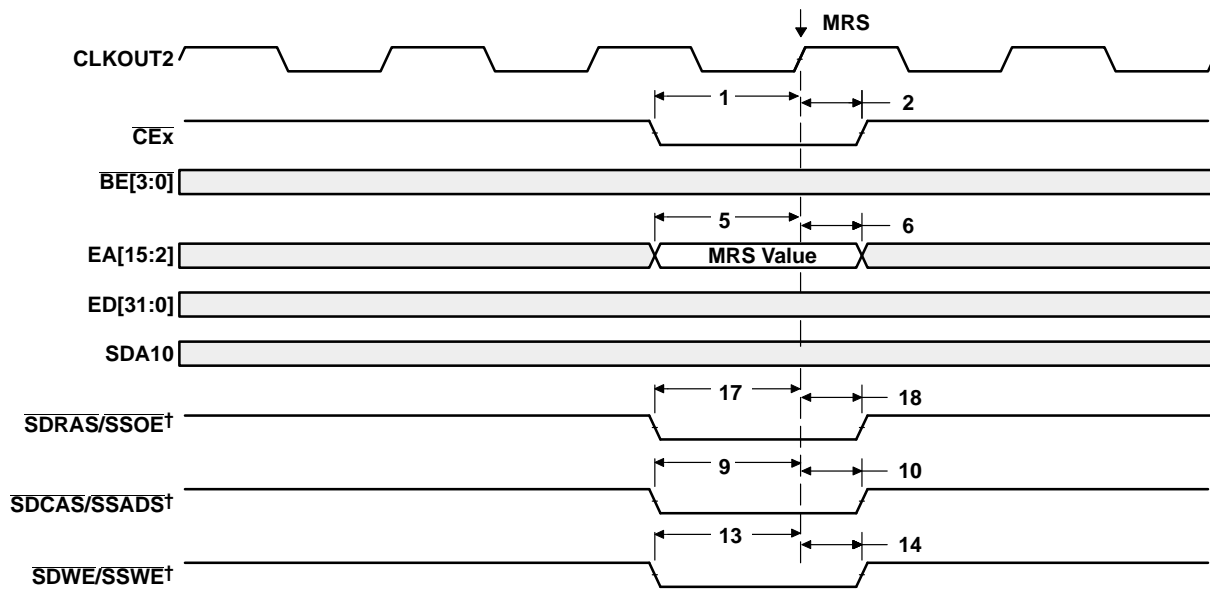 MRS
CLKOUT2
1 2
CEx
BE[3:0]
5 6
EA[15:2] MRS Value
ED[31:0]
SDA10
17 18
SDRAS/SSOE†
9 10
SDCAS/SSADS†
13 14
SDWE/SSWE†